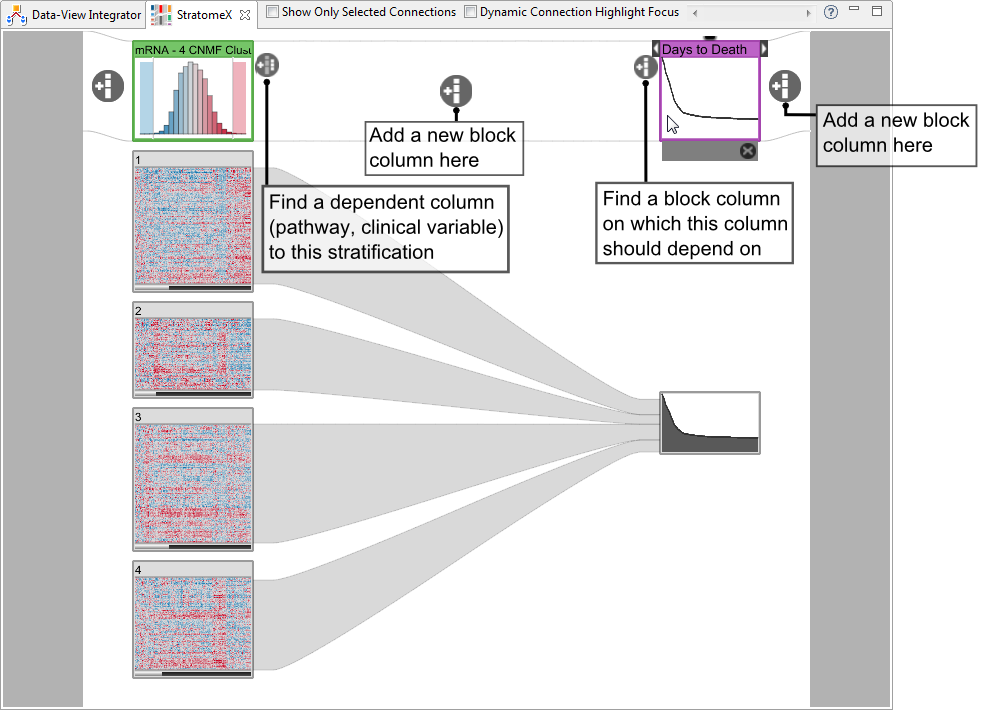 Data-View Integrator
StratomeX
Show Only Selected Connections
Dynamic Connection Highlight Focus
mRNA - 4 CNMF Clust
Days to Death
Add a new block
column here
Add a new block
column here
Find a dependent column
(pathway, clinical variable)
to this stratification
Find a block column
on which this column
should depend on
1
2
3
4